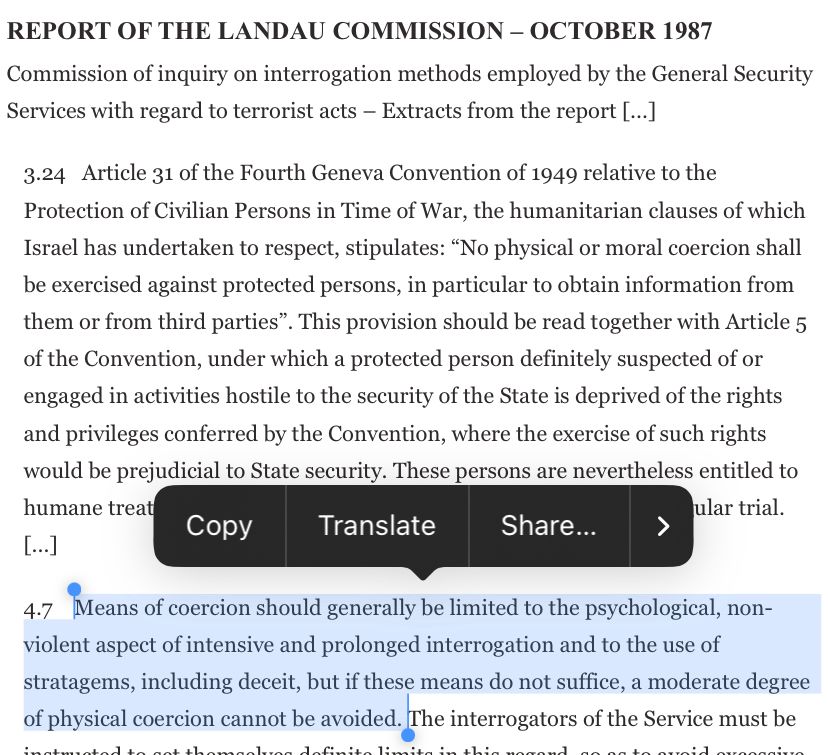 REPORT OF THE LANDAU COMMISSION – OCTOBER 1987
Commission of inquiry on interrogation methods employed by the General Security
Services with regard to terrorist acts – Extracts from the report [...]
3.24 Article 31 of the Fourth Geneva Convention of 1949 relative to the
Protection of Civilian Persons in Time of War, the humanitarian clauses of which
Israel has undertaken to respect, stipulates: “No physical or moral coercion shall
be exercised against protected persons, in particular to obtain information from
them or from third parties”. This provision should be read together with Article 5
of the Convention, under which a protected person definitely suspected of or
engaged in activities hostile to the security of the State is deprived of the rights
and privileges conferred by the Convention, where the exercise of such rights
would be prejudicial to State security. These persons are nevertheless entitled to
humane trial.
Copy Translate Share...
[...]
4.7 Means of coercion should generally be limited to the psychological, non-
violent aspect of intensive and prolonged interrogation and to the use of
stratagems, including deceit, but if these means do not suffice, a moderate degree
of physical coercion cannot be avoided. The interrogators of the Service must be